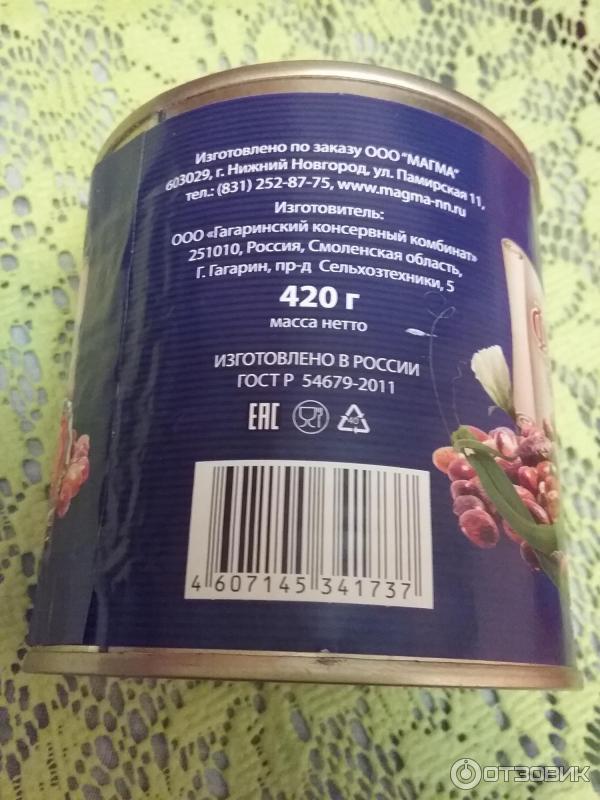 Изготовлено по заказу ООО "МАГМА"
603029, г. Нижний Новгород, ул. Памирская 11,
тел.: (831) 252-87-75, www.magma-nn.ru
Изготовитель:
ООО «Гагаринский консервный комбинат»
251010, Россия, Смоленская область,
Г. Гагарин, пр-д Сельхозтехники, 5
420 г
масса нетто
ИЗГОТОВЛЕНО В РОССИИ
ГОСТ Р 54679-2011
ЕАС
40
4 607145 341737
ОТЗОВИК